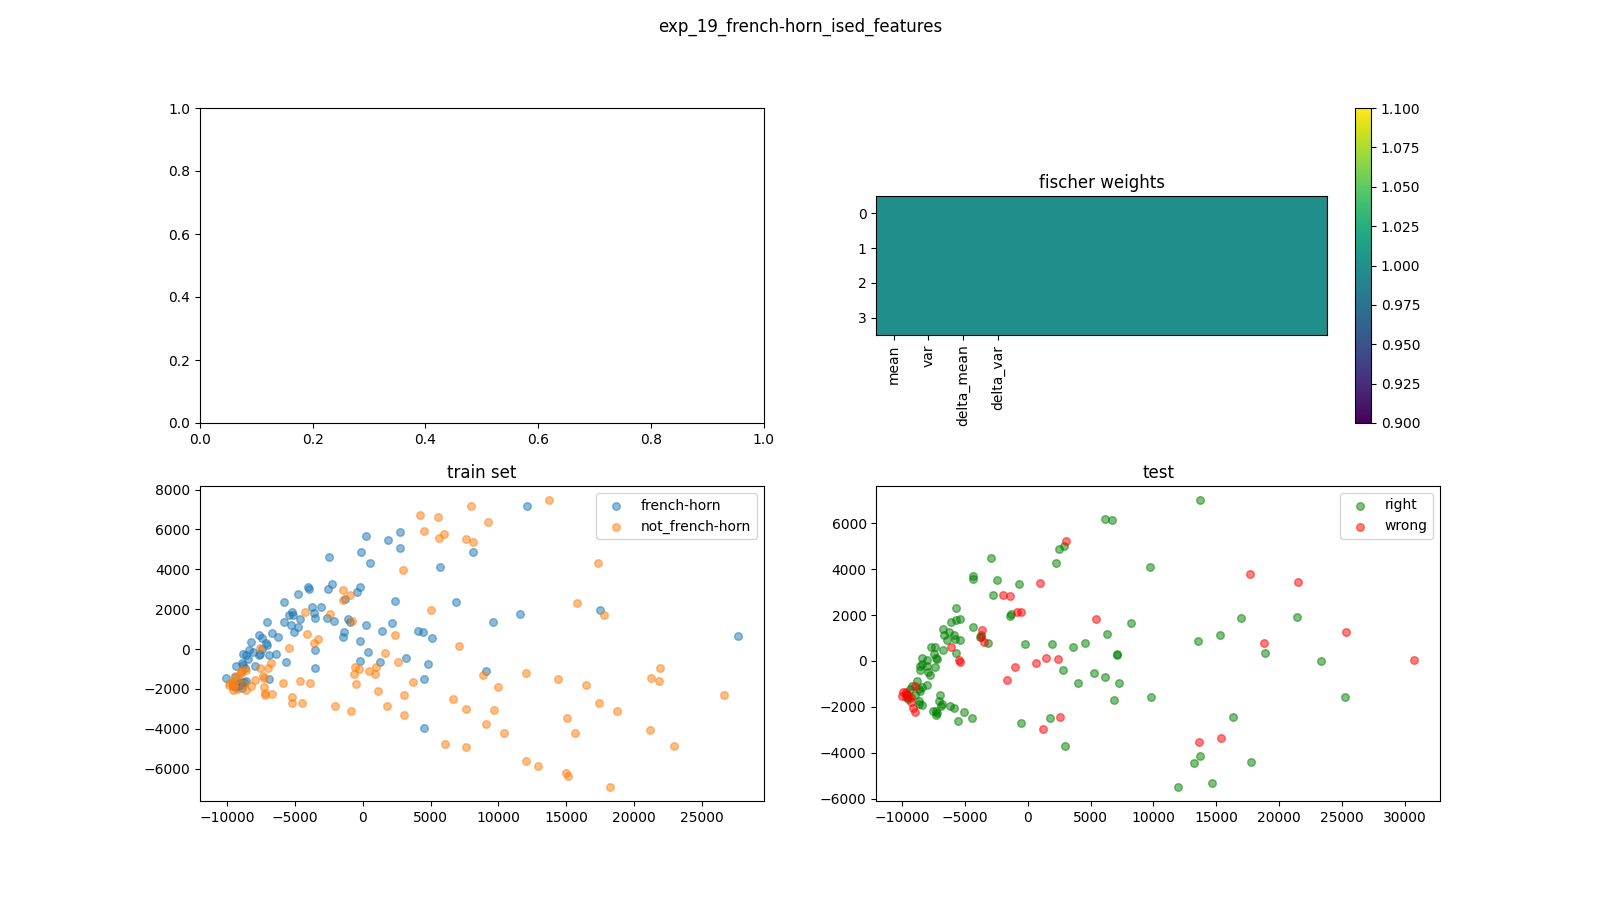 exp_19_french-horn_ised_features
1.0
0.8
0.6
0.4
0.2
0.0
0.0 0.2 0.4 0.6 0.8 1.0
fischer weights
0
1
2
3
mean var delta_mean delta_var
1.100
1.075
1.050
1.025
1.000
0.975
0.950
0.925
0.900
train set
french-horn
not_french-horn
8000
6000
4000
2000
0
−2000
−4000
−6000
−10000 −5000 0 5000 10000 15000 20000 25000
test
right
wrong
6000
4000
2000
0
−2000
−4000
−6000
−10000 −5000 0 5000 10000 15000 20000 25000 30000